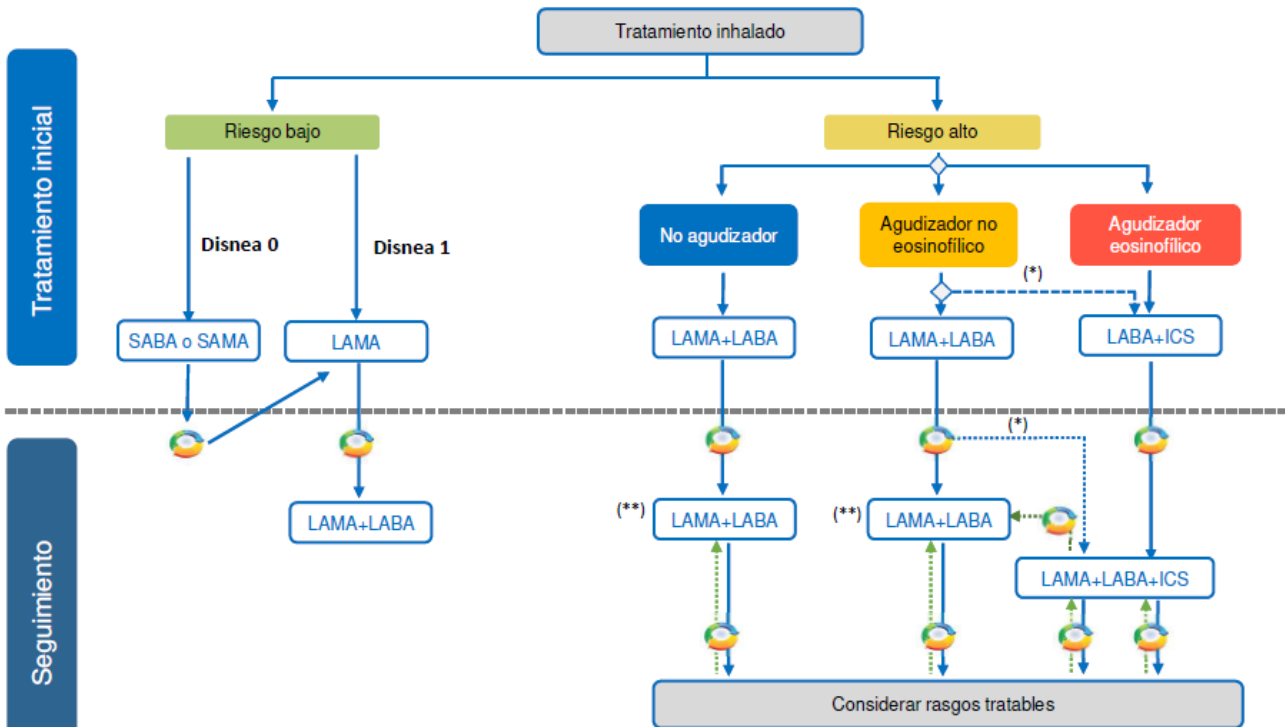 Tratamiento inhalado
Tratamiento inicial
Riesgo bajo
Riesgo alto
Disnea 0
Disnea 1
No agudizador
Agudizador no
eosinofílico
Agudizador
eosinofílico
(*)
SABA o SAMA
LAMA
LAMA+LABA
LAMA+LABA
LABA+ICS
Seguimiento
(*)
LAMA+LABA
(**)
LAMA+LABA
(**)
LAMA+LABA
LAMA+LABA+ICS
Considerar rasgos tratables